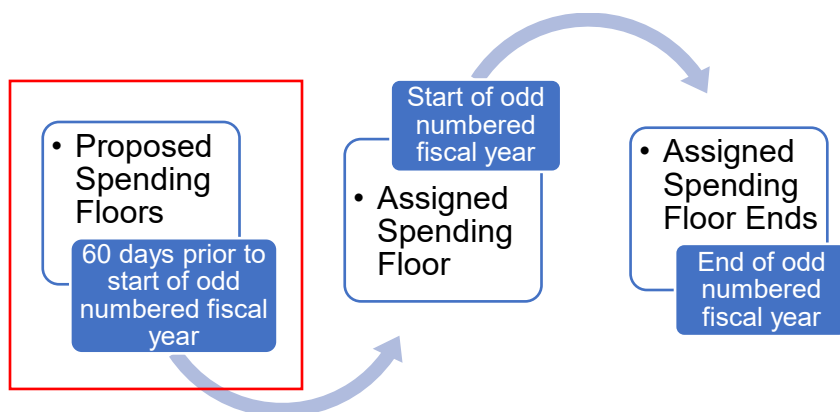 • Proposed
Spending
Floors
60 days prior to
start of odd
numbered fiscal
year
Start of odd
numbered
fiscal year
• Assigned
Spending
Floor
• Assigned
Spending
Floor Ends
End of odd
numbered
fiscal year